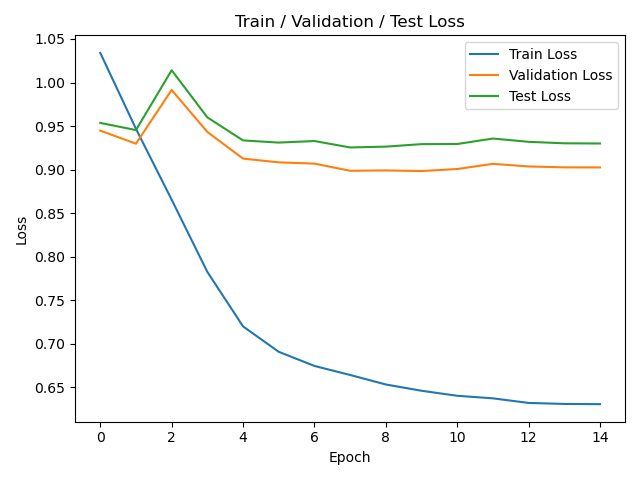 Train / Validation / Test Loss
Train Loss
Validation Loss
Test Loss
1.05
1.00
0.95
0.90
0.85
0.80
0.75
0.70
0.65
Loss
0 2 4 6 8 10 12 14
Epoch